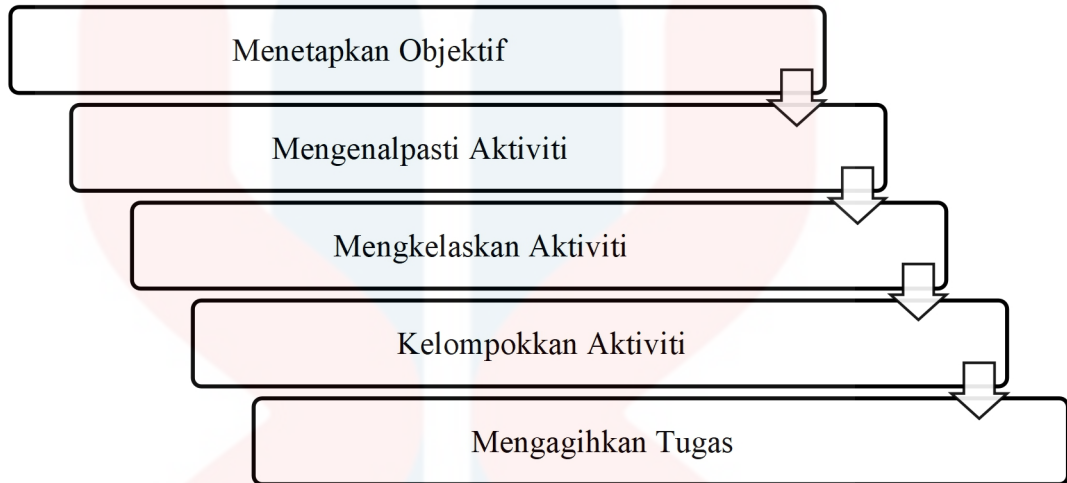 Menetapkan Objektif
Mengenalpasti Aktiviti
Mengkelaskan Aktiviti
Kelompokkan Aktiviti
Mengagihkan Tugas